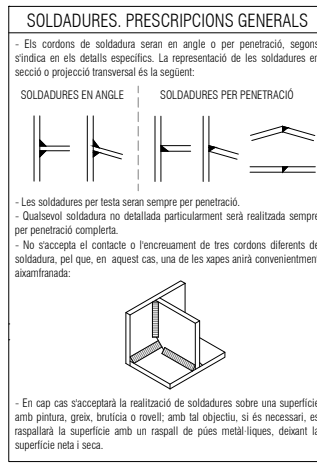 SOLDADURES. PRESCRIPCIONS GENERALS
- Els cordons de soldadura seran en angle o per penetració, segons
s'indica en els detalls específics. La representació de les soldadures en
secció o projecció transversal és la següent:
SOLDADURES EN ANGLE
SOLDADURES PER PENETRACIÓ
- Les soldadures per testa seran sempre per penetració.
- Qualsevol soldadura no detallada particularment serà realitzada sempre
per penetració complerta.
- No s'accepta el contacte o l'encreuament de tres cordons diferents de
soldadura, pel que, en aquest cas, una de les xapes anirà convenientment
aixamfranada:
- En cap cas s'acceptarà la realització de soldadures sobre una superfície
amb pintura, greix, brutícia o rovell; amb tal objectiu, si és necessari, es
raspallarà la superfície amb un raspall de púes metàl·liques, deixant la
superfície neta i seca.